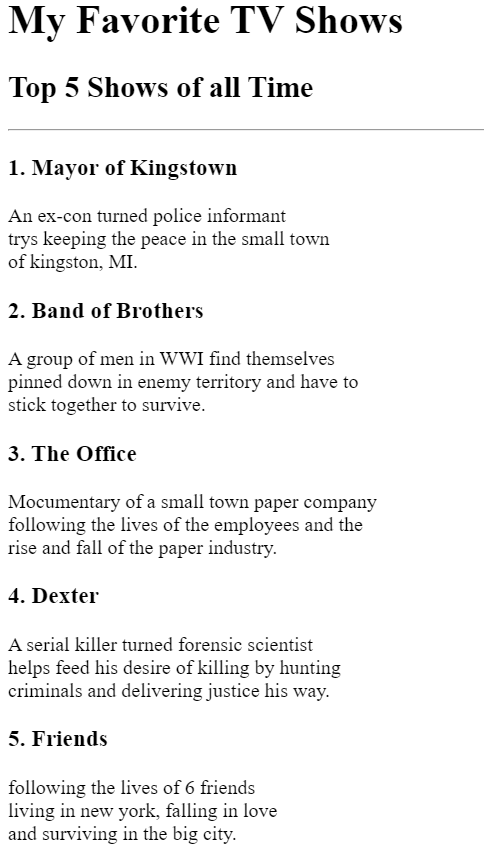 My Favorite TV Shows
Top 5 Shows of all Time
1. Mayor of Kingstown
An ex-con turned police informant
trys keeping the peace in the small town
of kingston, MI.
2. Band of Brothers
A group of men in WWI find themselves
pinned down in enemy territory and have to
stick together to survive.
3. The Office
Mocumentary of a small town paper company
following the lives of the employees and the
rise and fall of the paper industry.
4. Dexter
A serial killer turned forensic scientist
helps feed his desire of killing by hunting
criminals and delivering justice his way.
5. Friends
following the lives of 6 friends
living in new york, falling in love
and surviving in the big city.